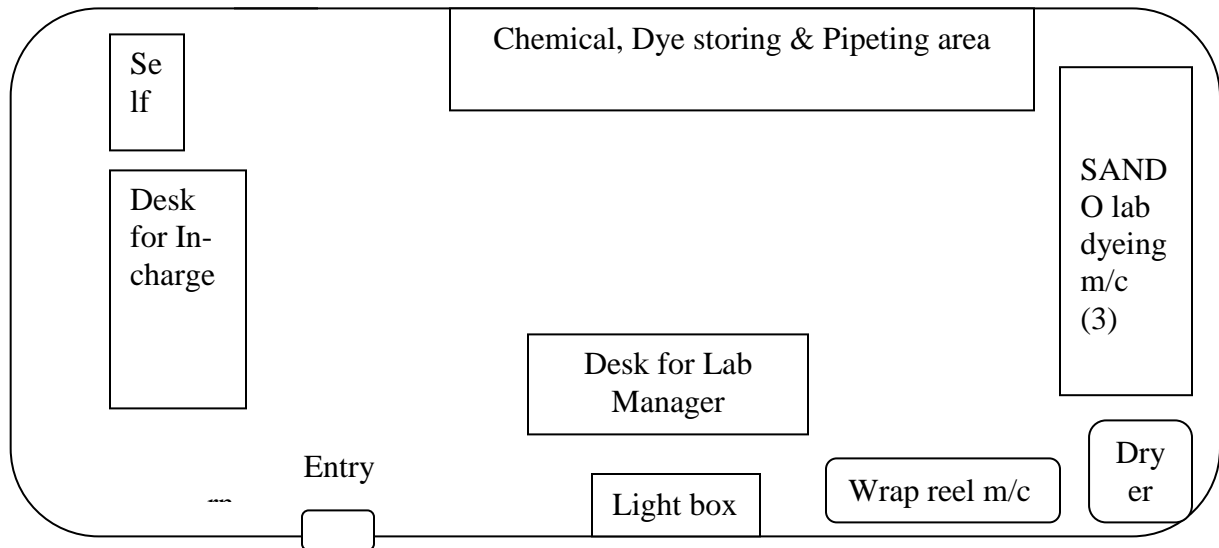 Chemical, Dye storing & Pipeting area
Se
lf
Desk
for In-
charge
SAND
O lab
dyeing
m/c
(3)
Desk for Lab
Manager
Entry
Light box
Wrap reel m/c
Dry
er